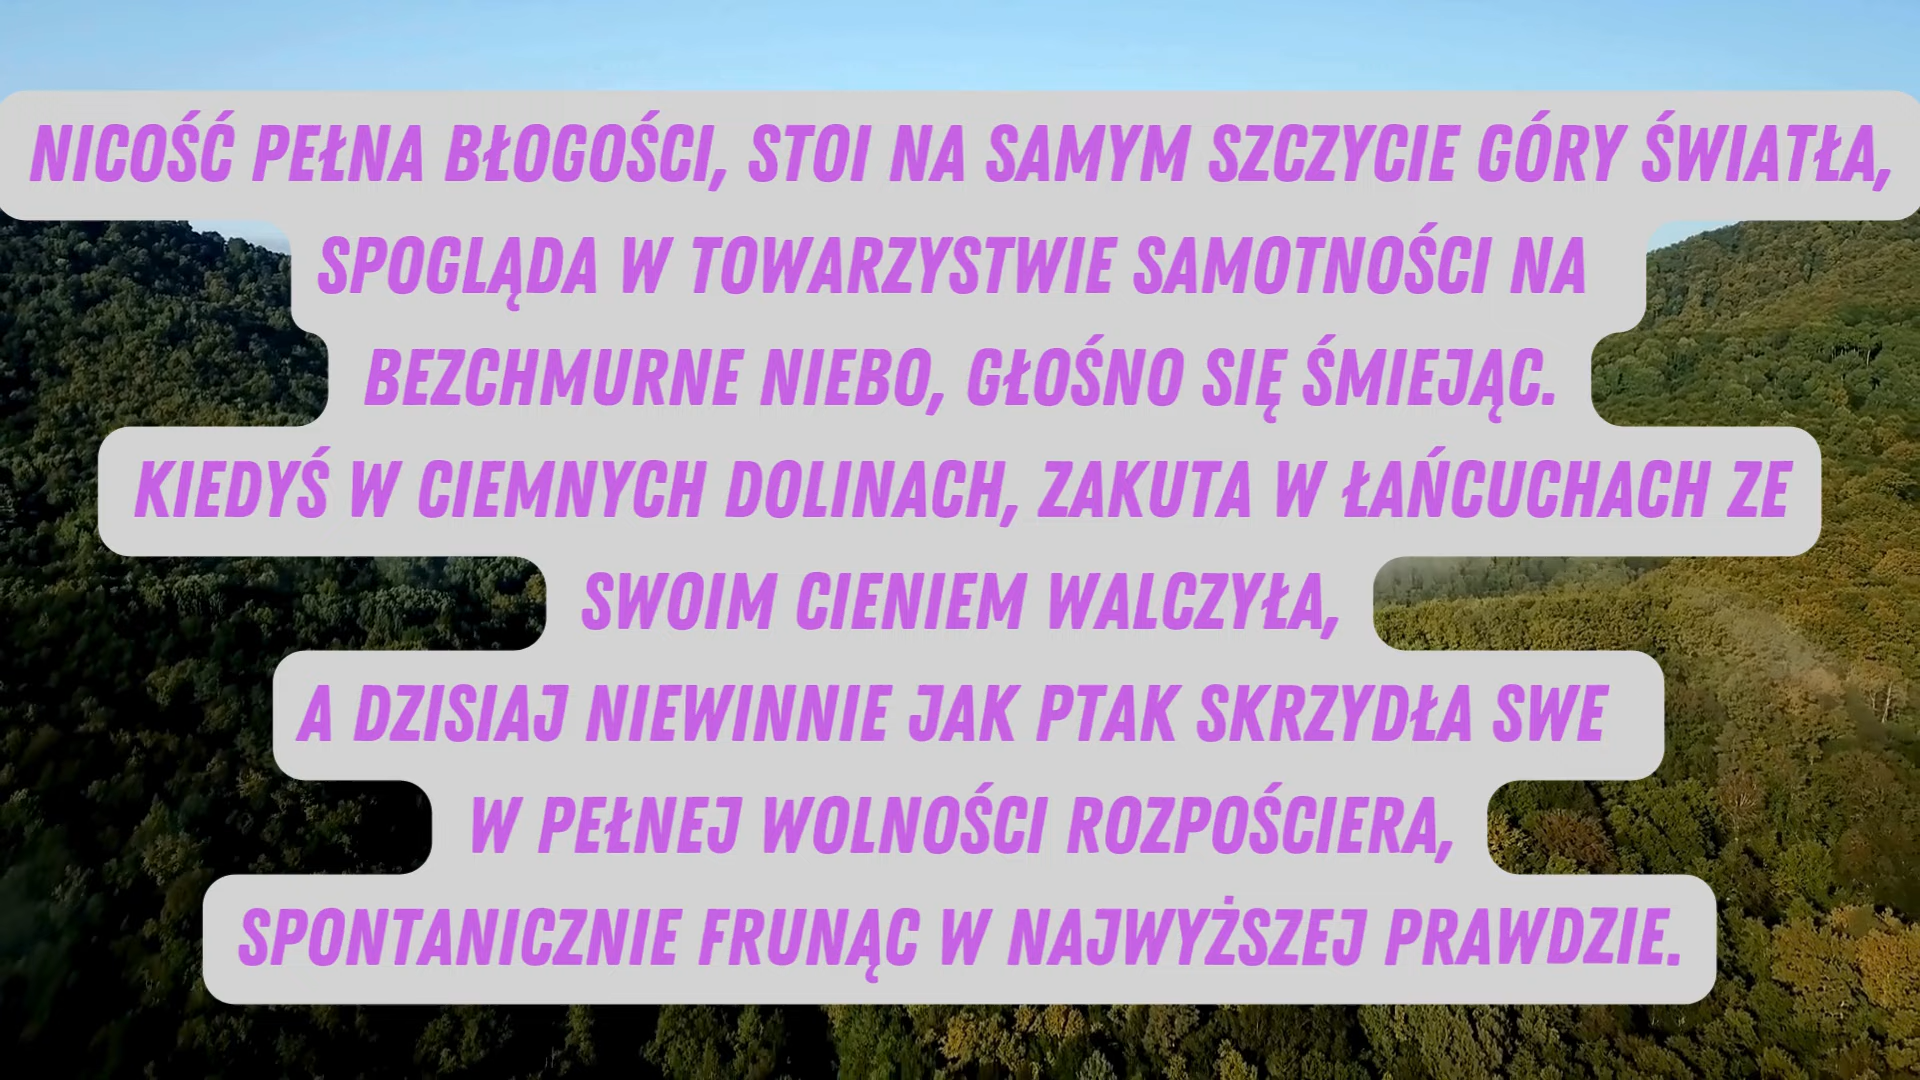 NICOŚĆ PEŁNA BŁOGOŚCI, STOI NA SAMYM SZCZYCIE GÓRY ŚWIATŁA,
SPOGLĄDA W TOWARZYSTWIE SAMOTNOŚCI NA
BEZCHMURNE NIEBO, GŁOŚNO SIĘ ŚMIEJĄC.
KIEDYŚ W CIEMNYCH DOLINACH, ZAKUTA W ŁAŃCUCHACH ZE
SWOIM CIENIEM WALCZYŁA,
A DZISIAJ NIEWINNIE JAK PTAK SKRZYDŁA SWE
W PEŁNEJ WOLNOŚCI ROZPOŚCIERA,
SPONTANICZNIE FRUNĄC W NAJWYŻSZEJ PRAWDZIE.